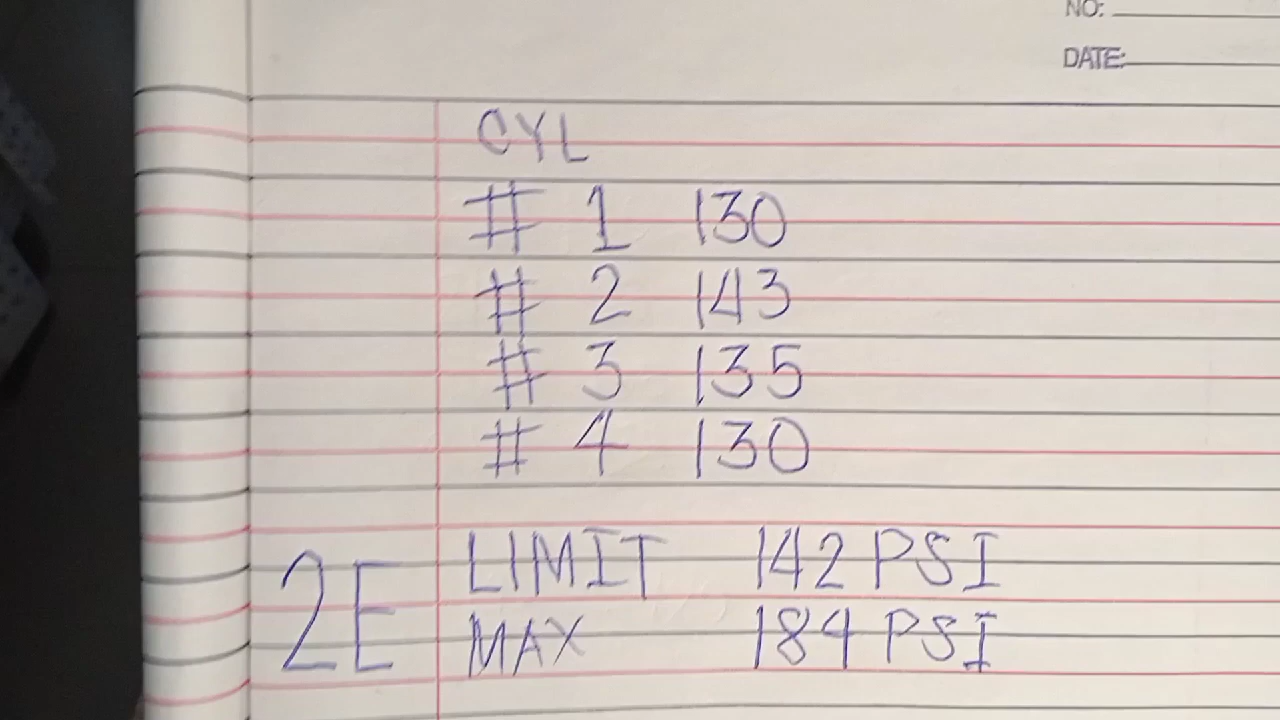 NO:
DATE:
CYL
# 1 130
# 2 143
# 3 135
# 4 130
2E
LIMIT 142 PSI
MAX 184 PSI